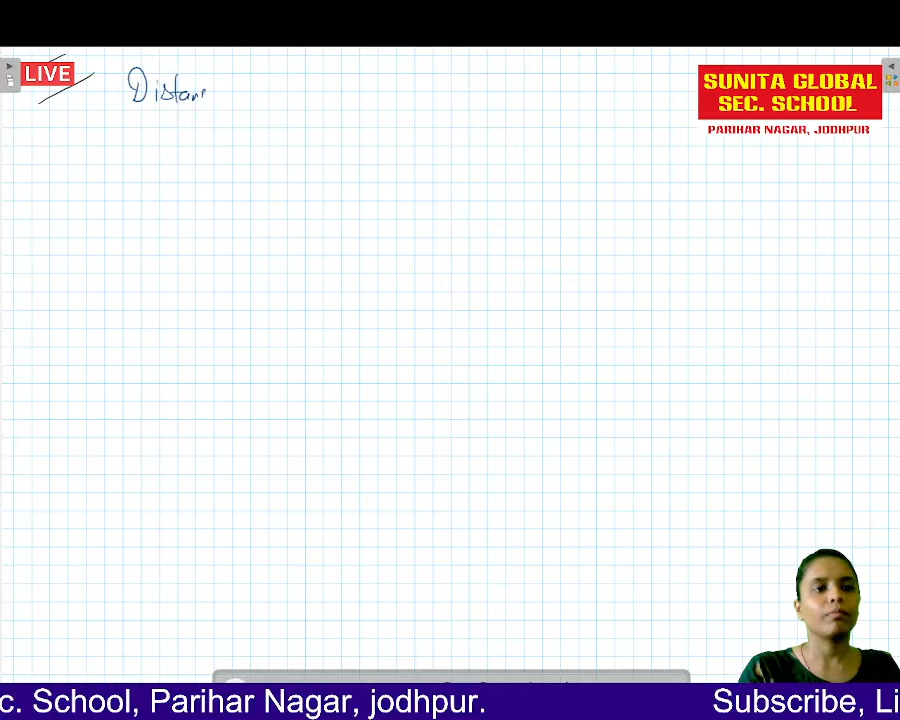 LIVE
Distan
SUNITA GLOBAL
SEC. SCHOOL
PARIHAR NAGAR, JODHPUR
c. School, Parihar Nagar, jodhpur. Subscribe, Li